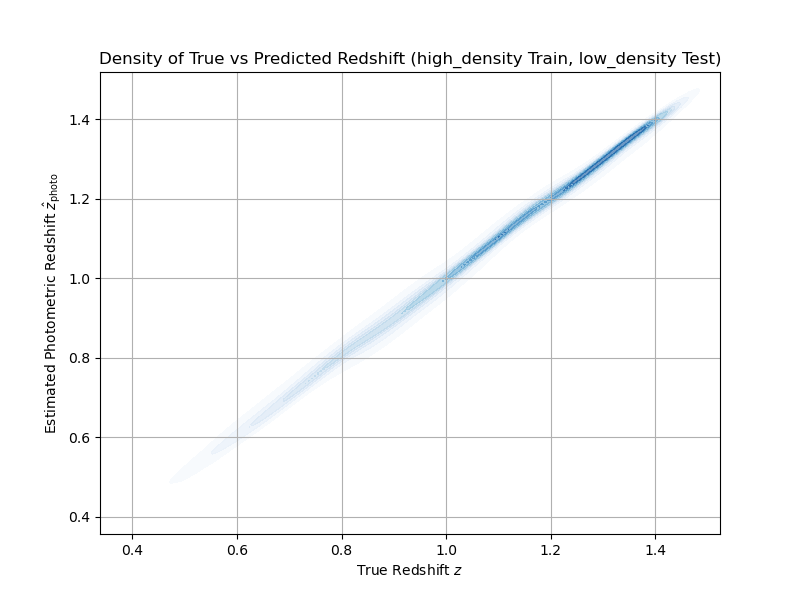 Density of True vs Predicted Redshift (high_density Train, low_density Test)
Estimated Photometric Redshift ẑ_photo
1.4
1.2
1.0
0.8
0.6
0.4
0.4 0.6 0.8 1.0 1.2 1.4
True Redshift z